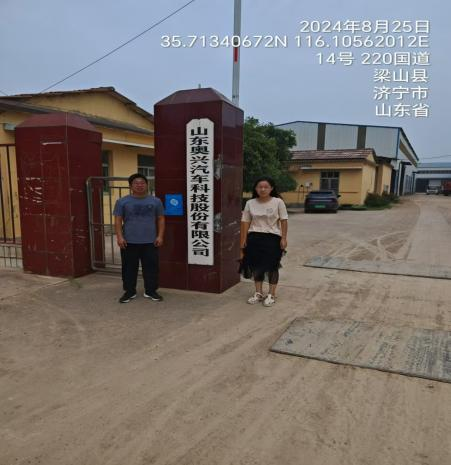 2024年8月25日
35.71340672N 116.10562012E
14号 220国道
梁山县
济宁市
山东省
山东奥兴汽车科技股份有限公司